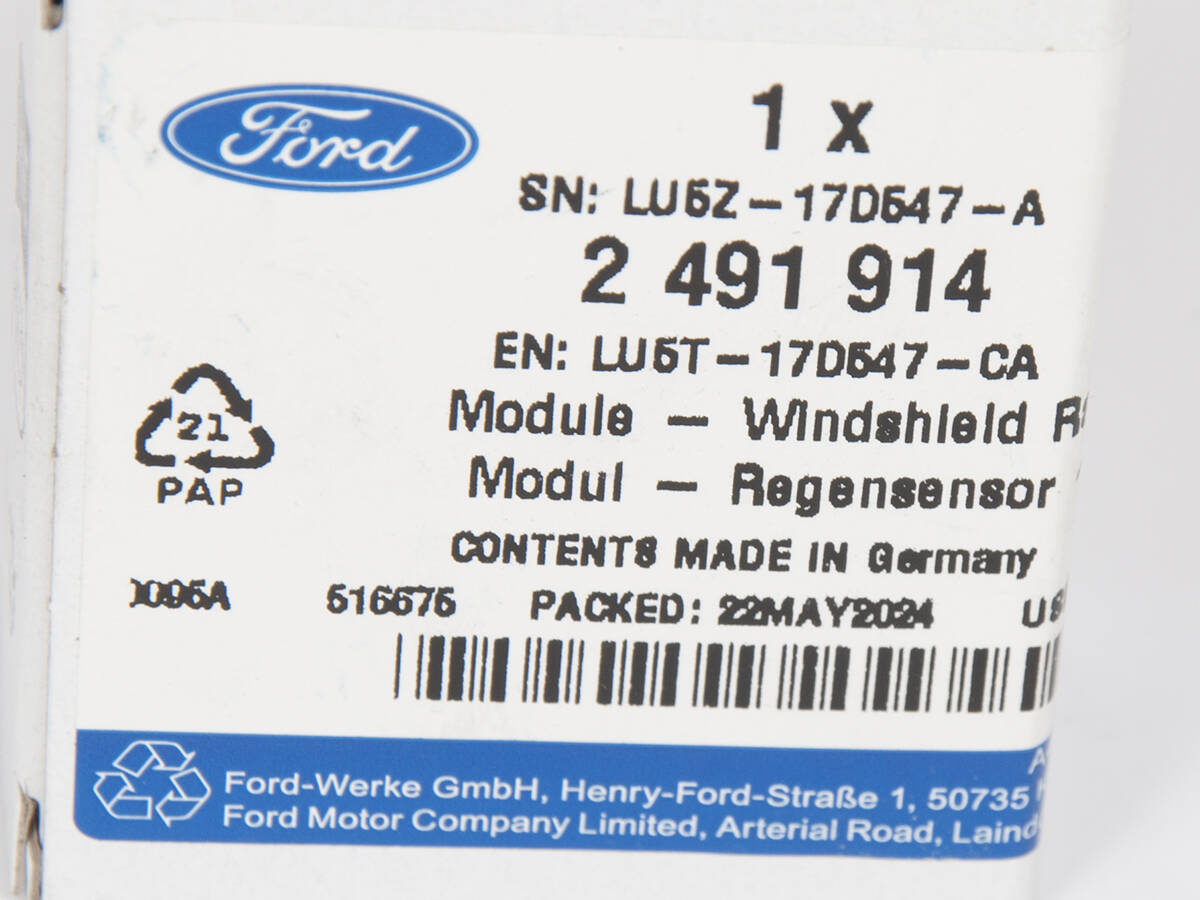 Ford
1 x
SN: LU5Z-17D547-A
2 491 914
EN: LU5T-17D547-CA
Module - Windshield
Modul - Regensensor
21
PAP
CONTENTS MADE IN Germany
516575 PACKED: 22MAY2024
Ford-Werke GmbH, Henry-Ford-Straße 1, 50735
Ford Motor Company Limited, Arterial Road,